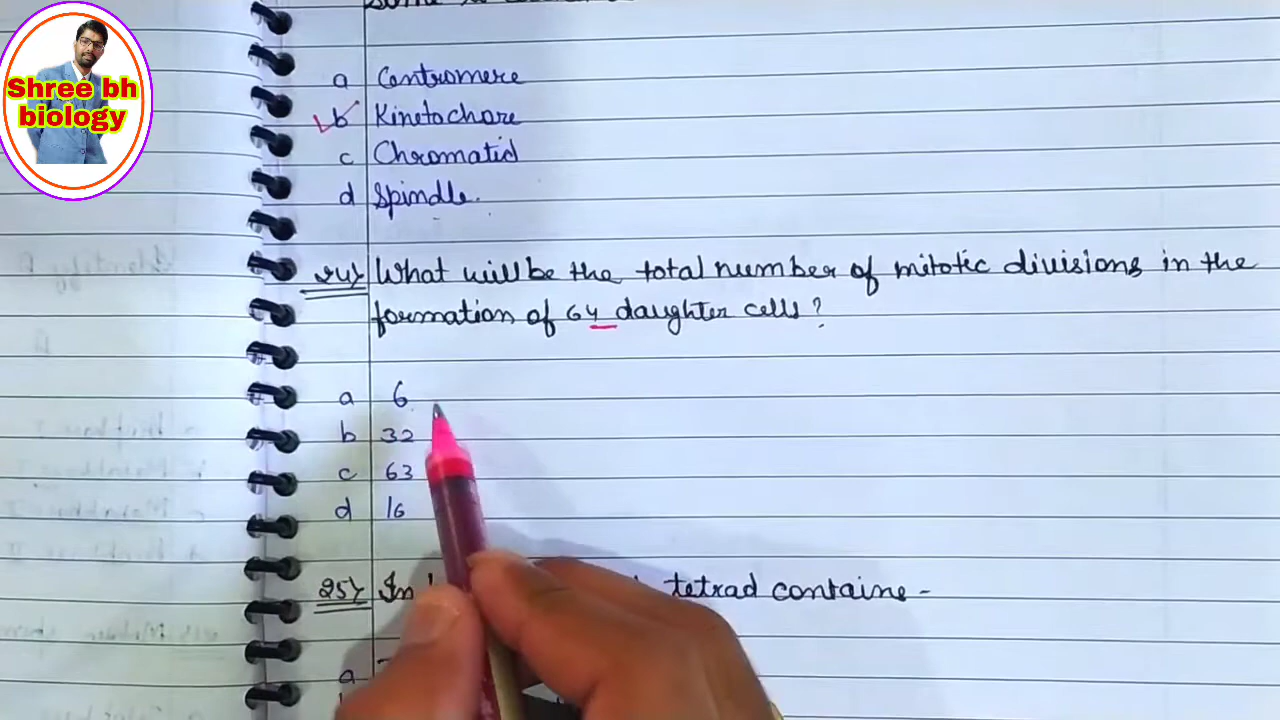 Shree bh
biology
a Centromere
b Kinetochore
c Chromatid
d Spindle.
24) What will be the total number of mitotic divisions in the
formation of 64 daughter cells?
a 6
b 32
c 63
d 16
25) In tetrad containe -
a